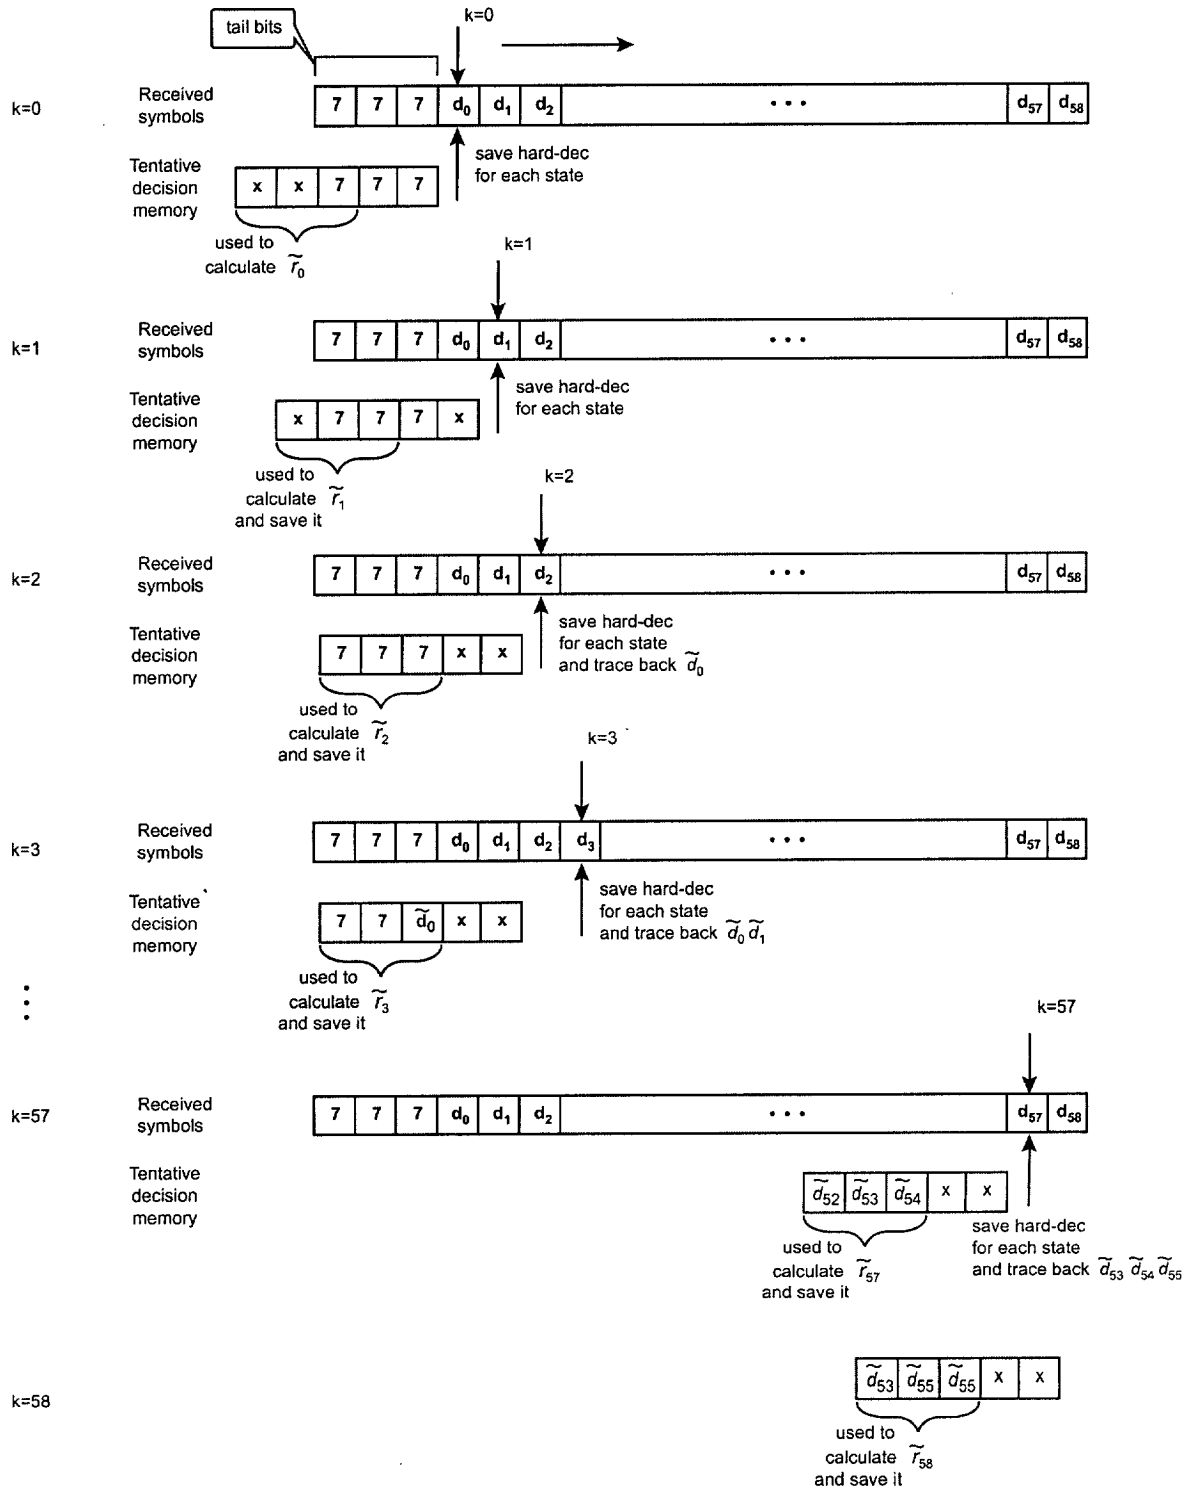 k=0
tail bits
k=0
Received
symbols
7 7 7 d0 d1 d2 • • • d57 d58
save hard-dec
for each state
Tentative
decision
memory
x x 7 7 7
used to
calculate r̃0
k=1
k=1
Received
symbols
7 7 7 d0 d1 d2 • • • d57 d58
save hard-dec
for each state
Tentative
decision
memory
x 7 7 7 x
used to
calculate r̃1
and save it
k=2
k=2
Received
symbols
7 7 7 d0 d1 d2 • • • d57 d58
save hard-dec
for each state
and trace back d̃0
Tentative
decision
memory
7 7 7 x x
used to
calculate r̃2
and save it
k=3
k=3
Received
symbols
7 7 7 d0 d1 d2 d3 • • • d57 d58
save hard-dec
for each state
and trace back d̃0 d̃1
Tentative
decision
memory
7 7 d̃0 x x
used to
calculate r̃3
and save it
k=57
k=57
Received
symbols
7 7 7 d0 d1 d2 • • • d57 d58
Tentative
decision
memory
d̃52 d̃53 d̃54 x x
used to
calculate r̃57
and save it
save hard-dec
for each state
and trace back d̃53 d̃54 d̃55
k=58
d̃53 d̃55 d̃55 x x
used to
calculate r̃58
and save it